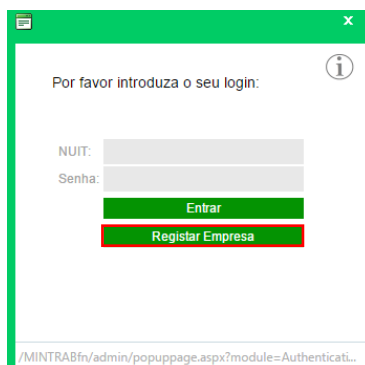 x
Por favor introduza o seu login:
NUIT:
Senha:
Entrar
Registar Empresa
/MINTRABfn/admin/popuppage.aspx?module=Authenticati...